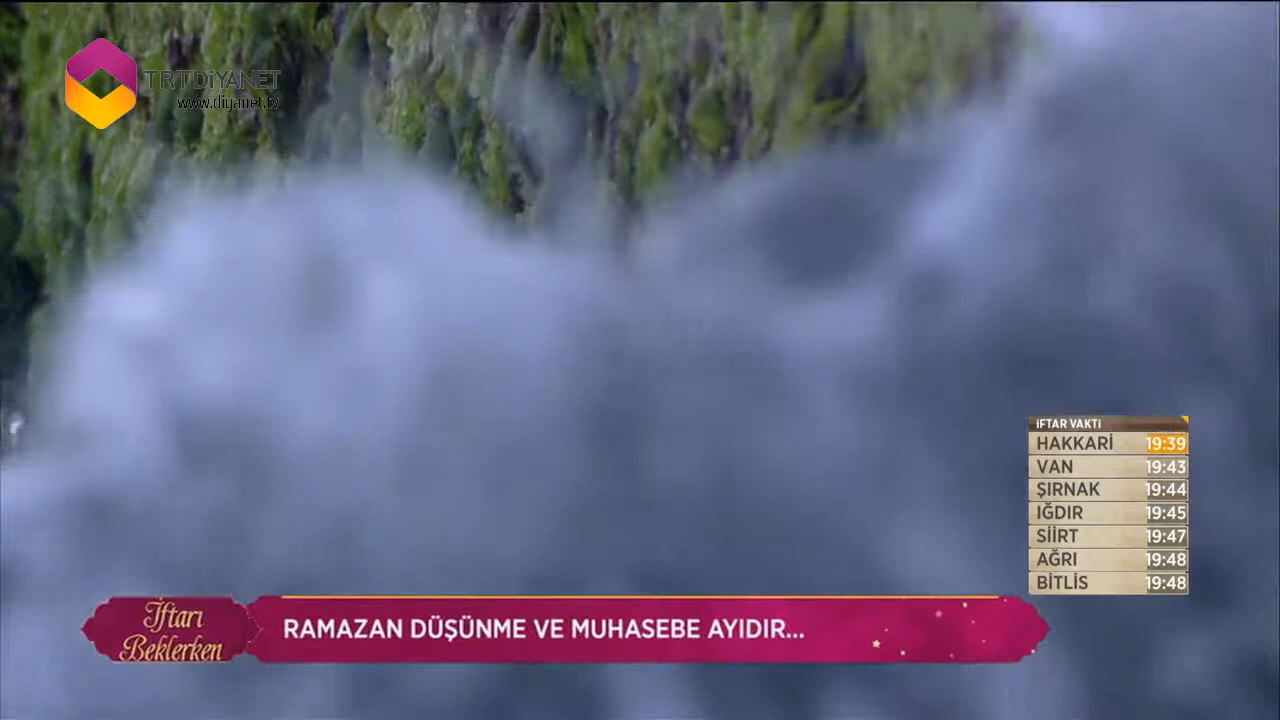 TRTDİYANET
www.diyanet.tv
İFTAR VAKTİ
HAKKARİ 19:39
VAN 19:43
ŞIRNAK 19:44
IĞDIR 19:45
SİİRT 19:47
AĞRI 19:48
BİTLİS 19:48
İftarı
Beklerken
RAMAZAN DÜŞÜNME VE MUHASEBE AYIDIR...